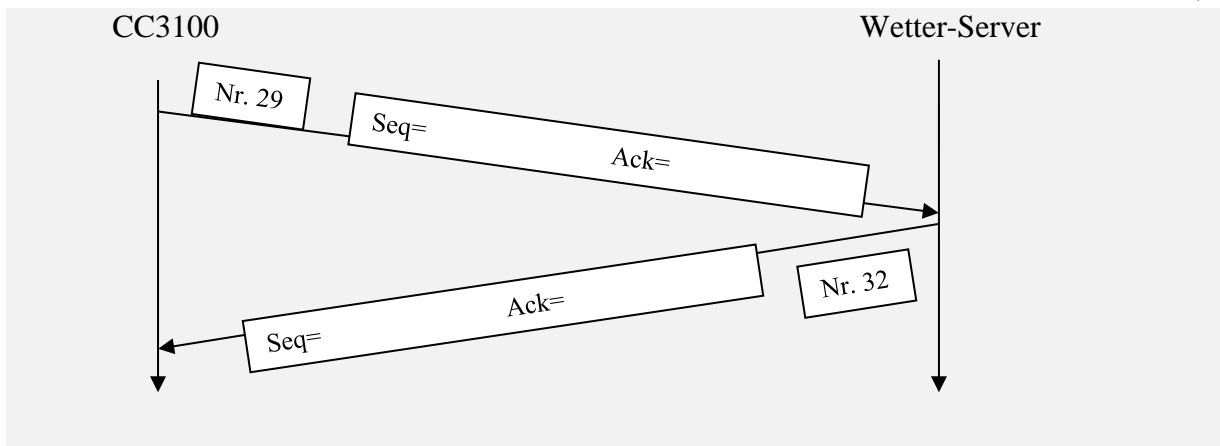 CC3100
Wetter-Server
Nr. 29
Seq= Ack=
Seq= Ack=
Nr. 32